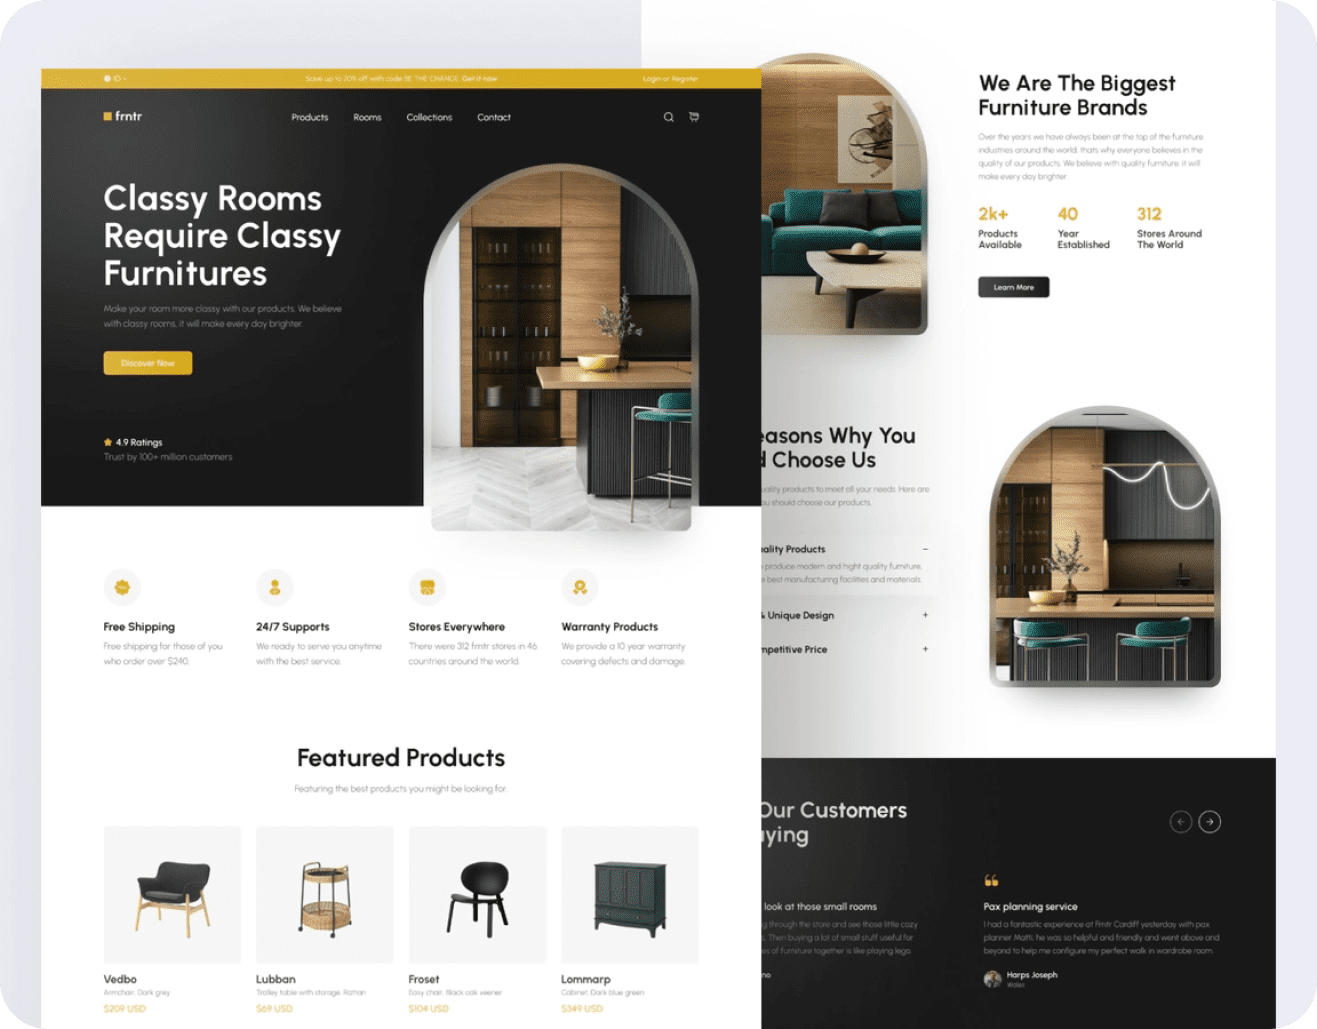 ID
Save up to 20% off with code BE THE CHANGE. Get it now
Login or Register
frntr
Products
Rooms
Collections
Contact
Classy Rooms
Require Classy
Furnitures
Make your room more classy with our products. We believe
with classy rooms, it will make every day brighter.
Discover Now
4.9 Ratings
Trust by 100+ million customers
Free Shipping
Free shipping for those of you
who order over $240.
24/7 Supports
We ready to serve you anytime
with the best service.
Stores Everywhere
There were 312 frntr stores in 46
countries around the world.
Warranty Products
We provide a 10 year warranty
covering defects and damage.
Featured Products
Featuring the best products you might be looking for.
Vedbo
Armchair, Dark grey
$209 USD
Lubban
Trolley table with storage, Rattan
$69 USD
Froset
Easy chair, Black oak veener
$104 USD
Lommarp
Cabinet, Dark blue green
$349 USD
We Are The Biggest
Furniture Brands
Over the years we have always been at the top of the furniture
industries around the world, thats why everyone believes in the
quality of our products. We believe with quality furniture, it will
make every day brighter.
2k+
Products
Available
40
Year
Established
312
Stores Around
The World
Learn More
easons Why You
d Choose Us
uality products to meet all your needs. Here are
ou should choose our products.
ality Products
produce modern and hight quality furniture,
e best manufacturing facilities and materials.
& Unique Design
mpetitive Price
Our Customers
ying
look at those small rooms
g through the store and see those little cozy
s. Then buying a lot of small stuff useful for
es of furniture together is like playing lego.
no
Pax planning service
I had a fantastic experience at Frntr Cardiff yesterday with pax
planner Matti, he was so helpful and friendly and went above and
beyond to help me configure my perfect walk in wardrobe room.
Harps Joseph
Wales